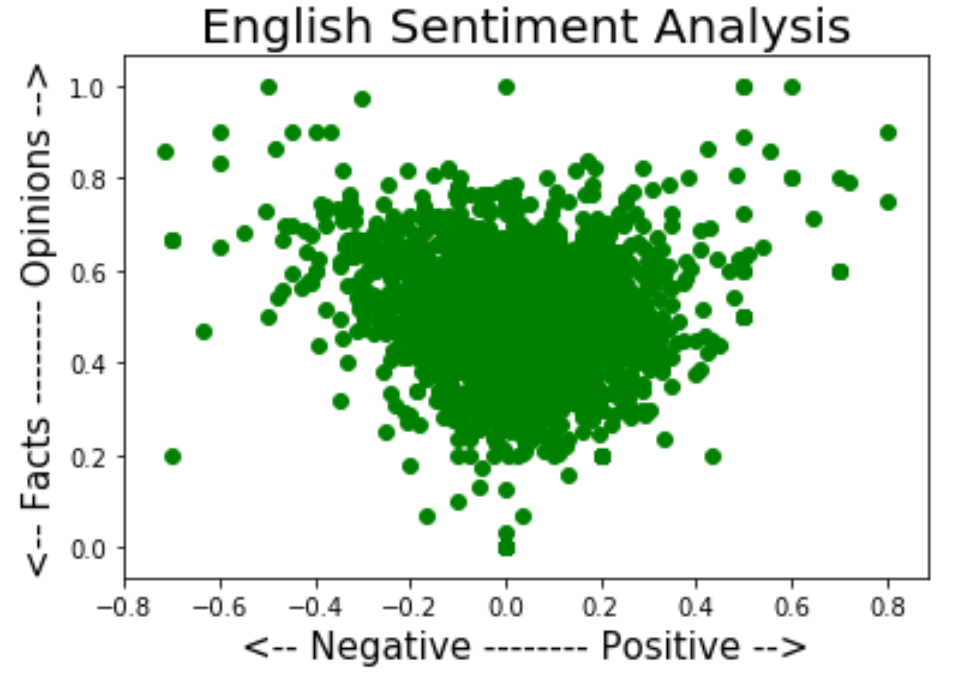 English Sentiment Analysis
<-- Facts -------- Opinions -->
1.0
0.8
0.6
0.4
0.2
0.0
−0.8 −0.6 −0.4 −0.2 0.0 0.2 0.4 0.6 0.8
<-- Negative -------- Positive -->